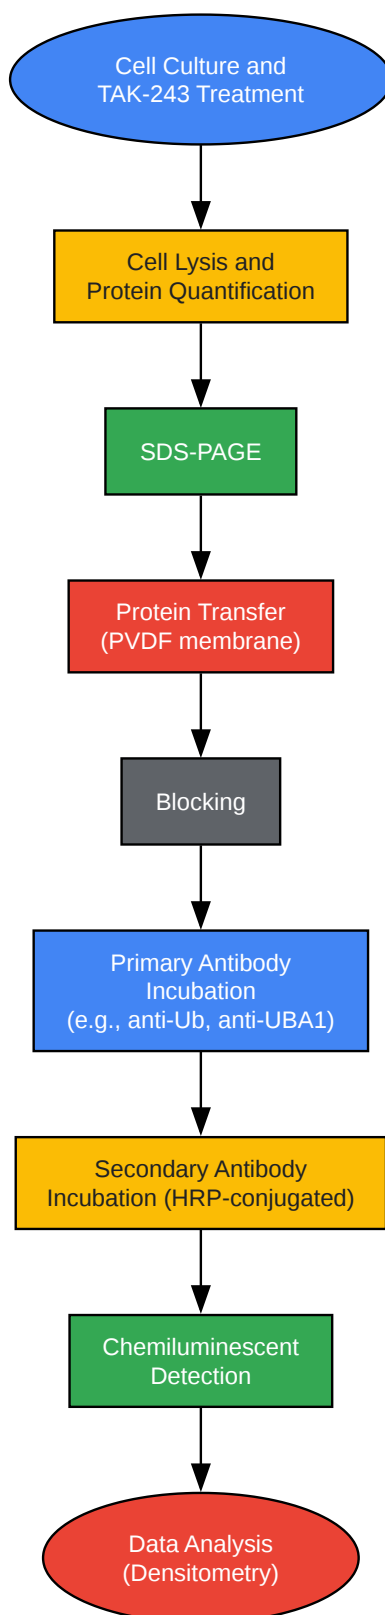 Cell Culture and
TAK-243 Treatment
Cell Lysis and
Protein Quantification
SDS-PAGE
Protein Transfer
(PVDF membrane)
Blocking
Primary Antibody
Incubation
(e.g., anti-Ub, anti-UBA1)
Secondary Antibody
Incubation (HRP-conjugated)
Chemiluminescent
Detection
Data Analysis
(Densitometry)